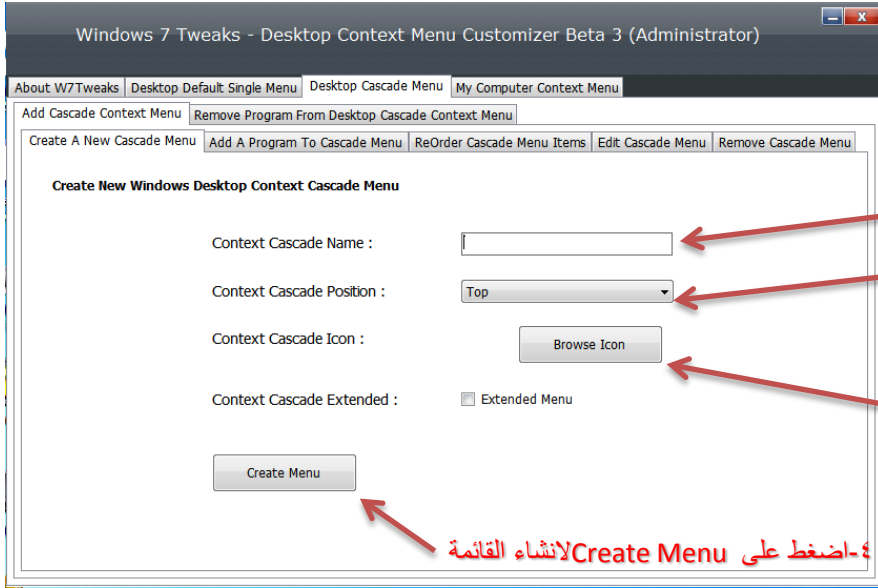 Windows 7 Tweaks - Desktop Context Menu Customizer Beta 3 (Administrator)
About W7Tweaks Desktop Default Single Menu Desktop Cascade Menu My Computer Context Menu
Add Cascade Context Menu Remove Program From Desktop Cascade Context Menu
Create A New Cascade Menu Add A Program To Cascade Menu ReOrder Cascade Menu Items Edit Cascade Menu Remove Cascade Menu
Create New Windows Desktop Context Cascade Menu
Context Cascade Name :
Context Cascade Position : Top
Context Cascade Icon : Browse Icon
Context Cascade Extended : Extended Menu
Create Menu
٤-اضغط على Create Menu لانشاء القائمة